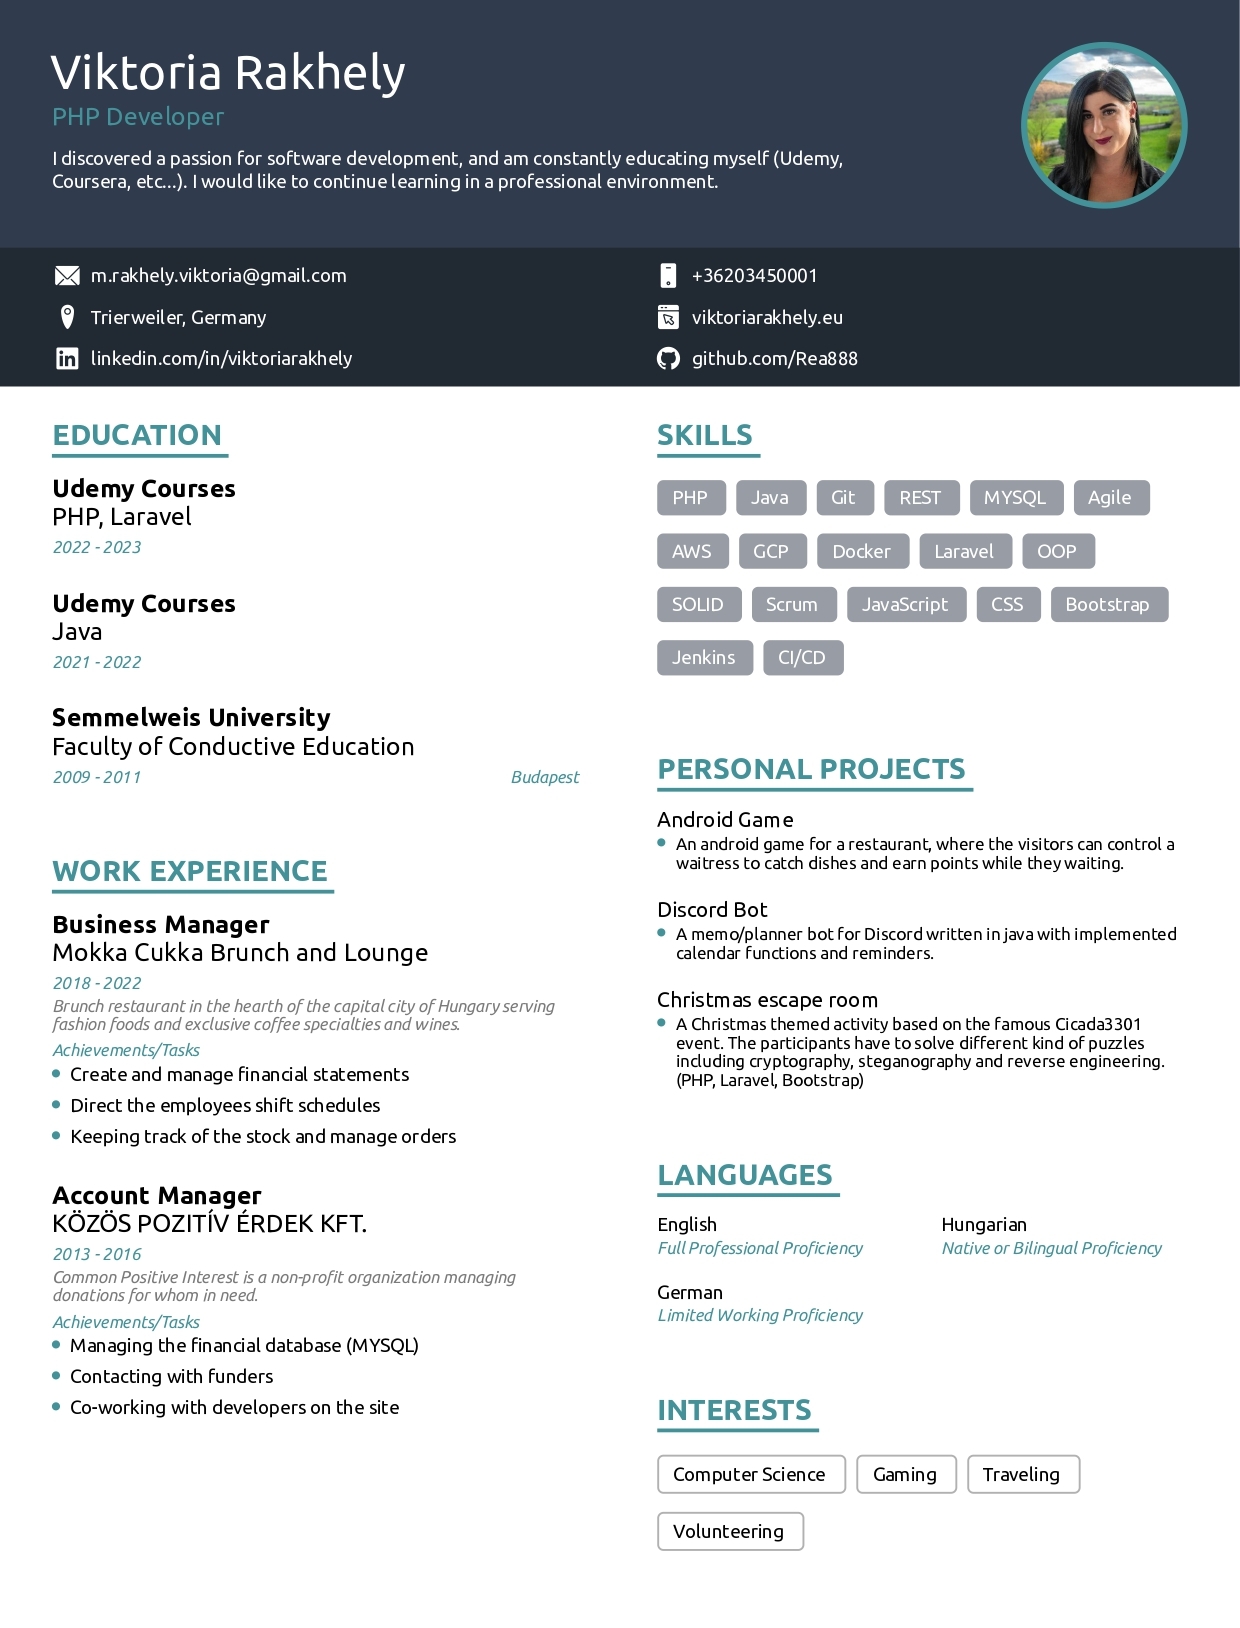 Viktoria Rakhely
PHP Developer
I discovered a passion for software development, and am constantly educating myself (Udemy,
Coursera, etc...). I would like to continue learning in a professional environment.
m.rakhely.viktoria@gmail.com
+36203450001
Trierweiler, Germany
viktoriarakhely.eu
linkedin.com/in/viktoriarakhely
github.com/Rea888
EDUCATION
Udemy Courses
PHP, Laravel
2022 - 2023
Udemy Courses
Java
2021 - 2022
Semmelweis University
Faculty of Conductive Education
2009 - 2011 Budapest
WORK EXPERIENCE
Business Manager
Mokka Cukka Brunch and Lounge
2018 - 2022
Brunch restaurant in the hearth of the capital city of Hungary serving
fashion foods and exclusive coffee specialties and wines.
Achievements/Tasks
Create and manage financial statements
Direct the employees shift schedules
Keeping track of the stock and manage orders
Account Manager
KÖZÖS POZITÍV ÉRDEK KFT.
2013 - 2016
Common Positive Interest is a non-profit organization managing
donations for whom in need.
Achievements/Tasks
Managing the financial database (MYSQL)
Contacting with funders
Co-working with developers on the site
SKILLS
PHP Java Git REST MYSQL Agile
AWS GCP Docker Laravel OOP
SOLID Scrum JavaScript CSS Bootstrap
Jenkins CI/CD
PERSONAL PROJECTS
Android Game
An android game for a restaurant, where the visitors can control a
waitress to catch dishes and earn points while they waiting.
Discord Bot
A memo/planner bot for Discord written in java with implemented
calendar functions and reminders.
Christmas escape room
A Christmas themed activity based on the famous Cicada3301
event. The participants have to solve different kind of puzzles
including cryptography, steganography and reverse engineering.
(PHP, Laravel, Bootstrap)
LANGUAGES
English
Full Professional Proficiency
Hungarian
Native or Bilingual Proficiency
German
Limited Working Proficiency
INTERESTS
Computer Science Gaming Traveling
Volunteering